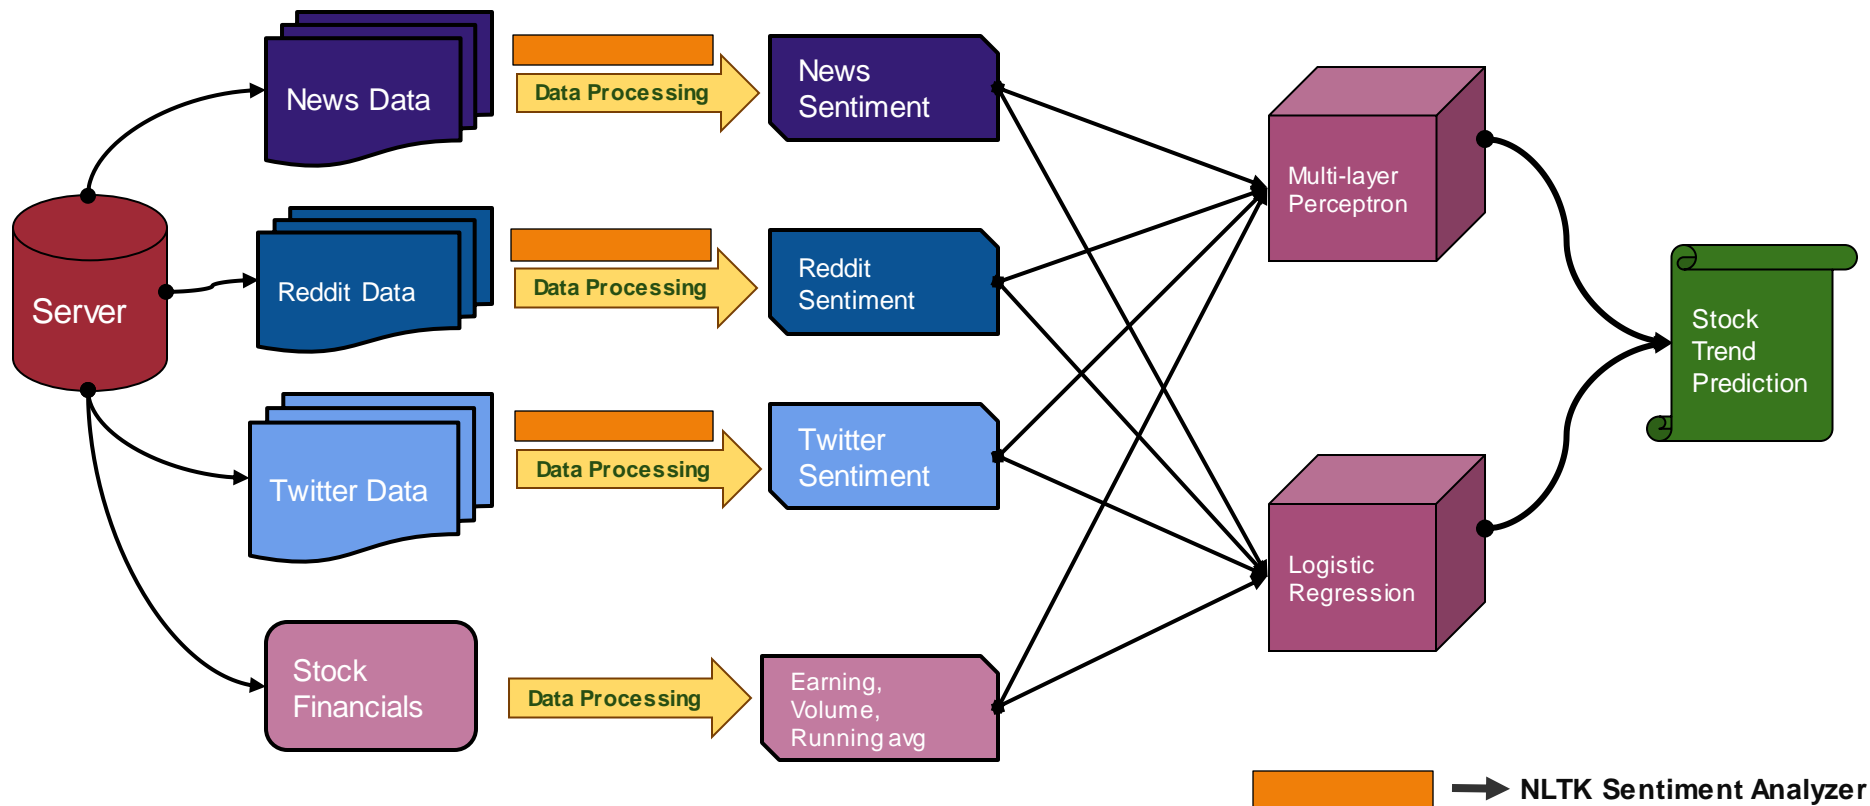 News Data
Data Processing
News
Sentiment
Multi-layer
Perceptron
Server
Reddit Data
Data Processing
Reddit
Sentiment
Stock
Trend
Prediction
Twitter Data
Data Processing
Twitter
Sentiment
Logistic
Regression
Stock
Financials
Data Processing
Earning,
Volume,
Running avg
NLTK Sentiment Analyzer